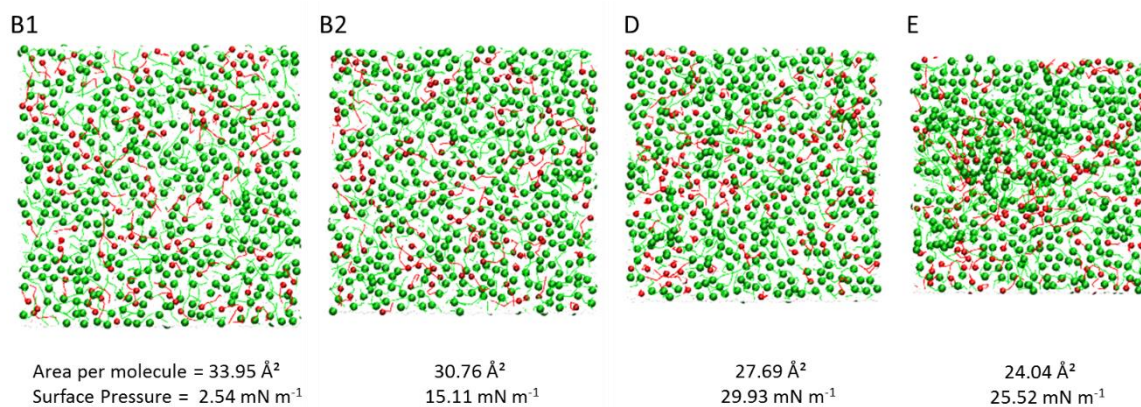 B1 B2 D E
Area per molecule = 33.95 Å² 30.76 Å² 27.69 Å² 24.04 Å²
Surface Pressure = 2.54 mN m⁻¹ 15.11 mN m⁻¹ 29.93 mN m⁻¹ 25.52 mN m⁻¹